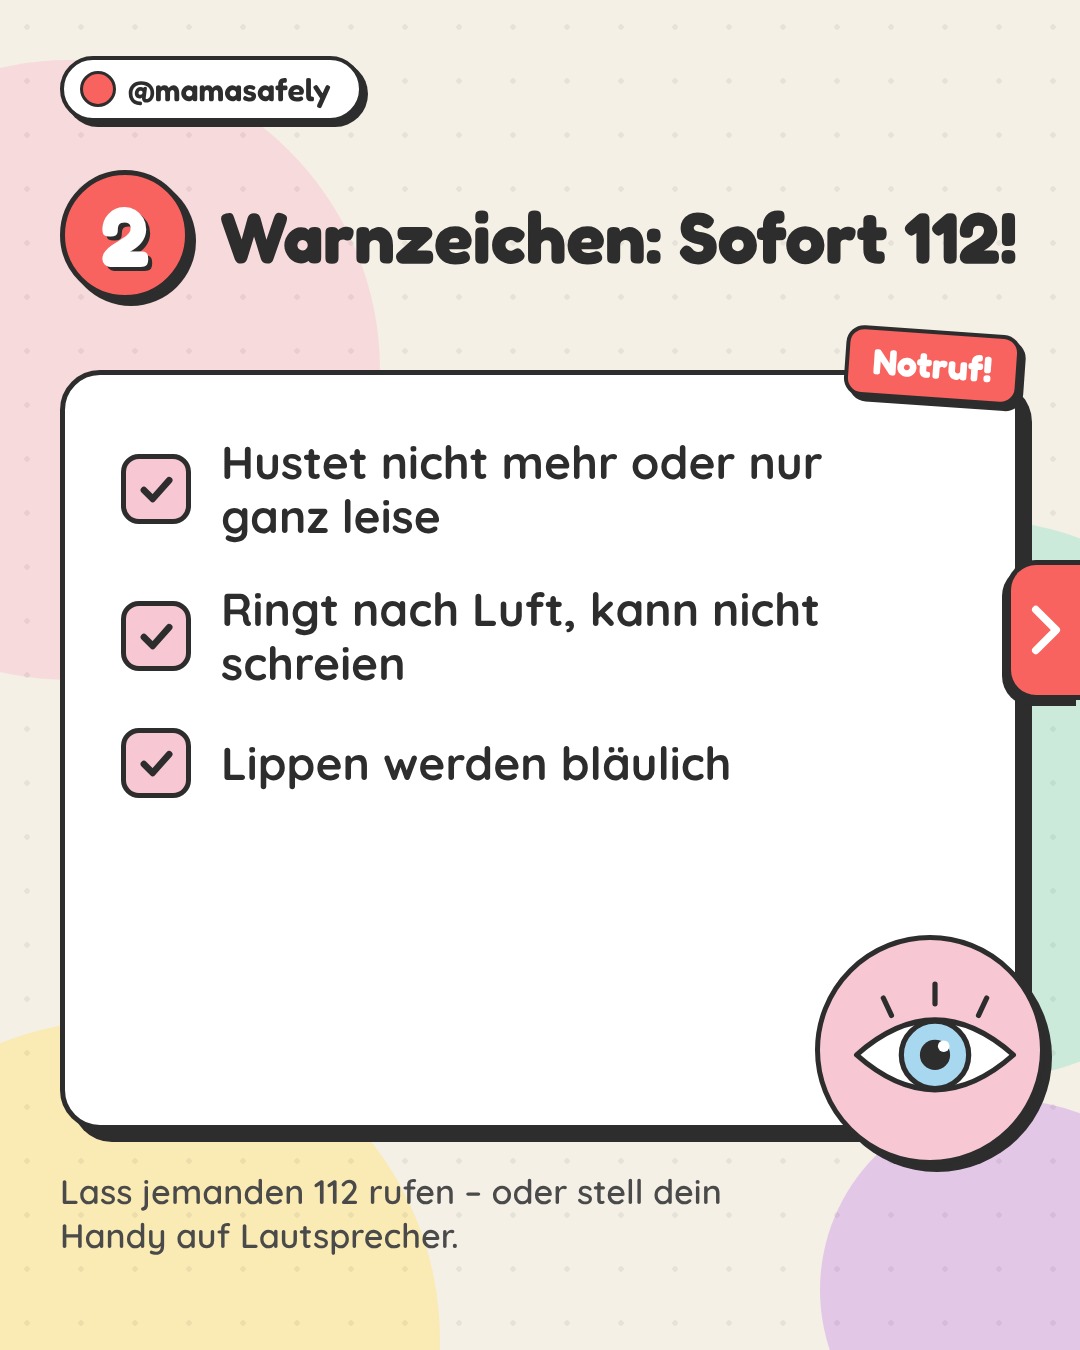 @mamasafely
2 Warnzeichen: Sofort 112!
Notruf!
Hustet nicht mehr oder nur
ganz leise
Ringt nach Luft, kann nicht
schreien
Lippen werden bläulich
Lass jemanden 112 rufen – oder stell dein
Handy auf Lautsprecher.